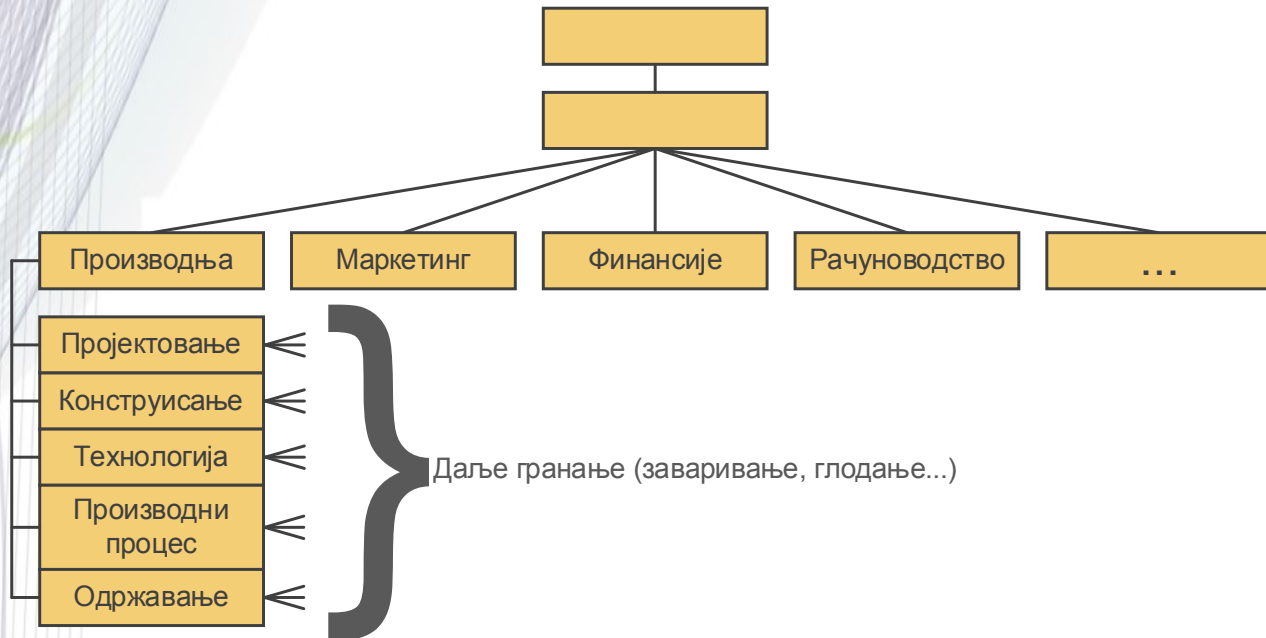 Производња
Маркетинг
Финансије
Рачуноводство
...
Пројектовање
Конструисање
Технологија
Производни
процес
Одржавање
Даље гранање (заваривање, глодање...)